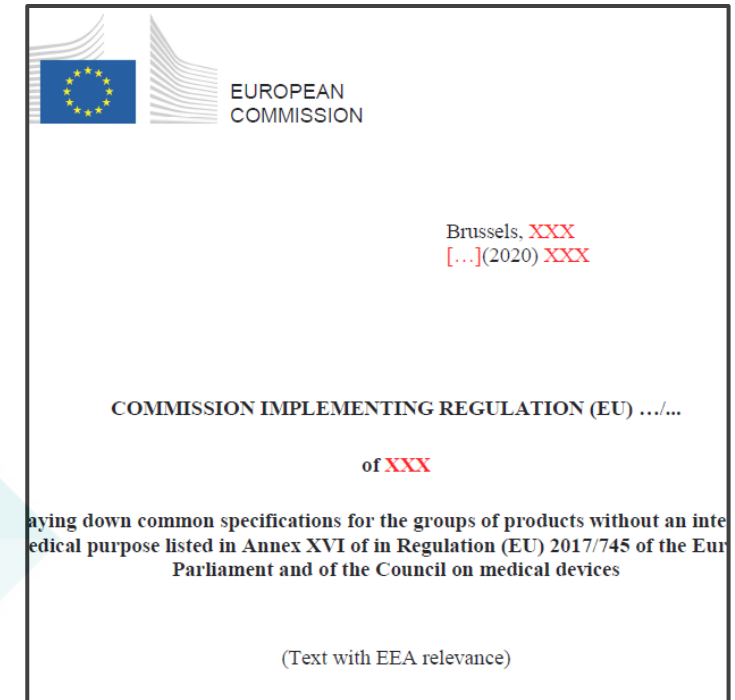 EUROPEAN
COMMISSION
Brussels, XXX
[…](2020) XXX
COMMISSION IMPLEMENTING REGULATION (EU) …/...
of XXX
aying down common specifications for the groups of products without an inte
edical purpose listed in Annex XVI of in Regulation (EU) 2017/745 of the Eur
Parliament and of the Council on medical devices
(Text with EEA relevance)